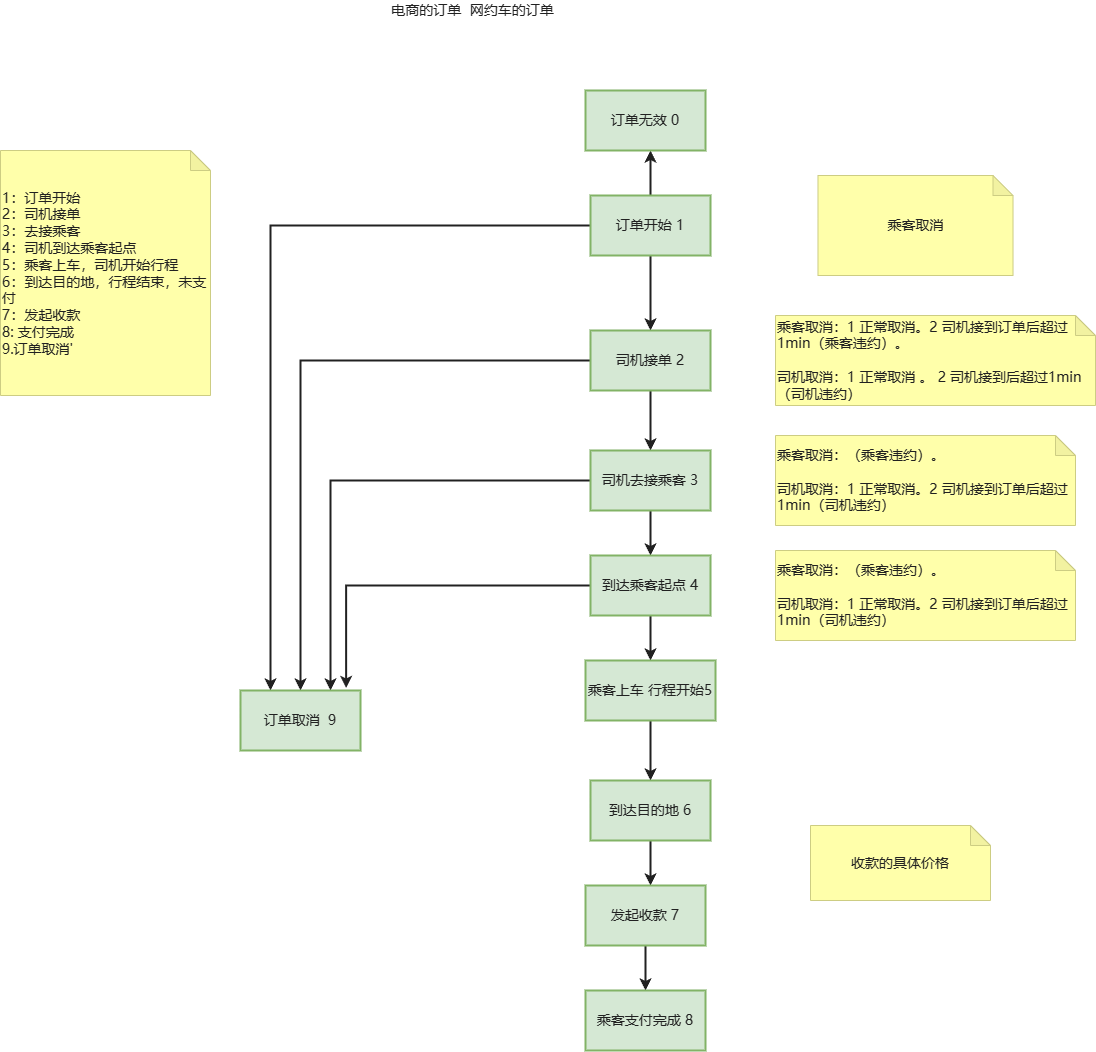 电商的订单  网约车的订单
订单无效 0
1：订单开始
2：司机接单
3：去接乘客
4：司机到达乘客起点
5：乘客上车，司机开始行程
6：到达目的地，行程结束，未支
付
7：发起收款
8: 支付完成
9.订单取消'
订单开始 1
乘客取消
司机接单 2
乘客取消：1 正常取消。2 司机接到订单后超过
1min（乘客违约）。
司机取消：1 正常取消 。 2 司机接到后超过1min
（司机违约）
司机去接乘客 3
乘客取消：（乘客违约）。
司机取消：1 正常取消。2 司机接到订单后超过
1min（司机违约）
到达乘客起点 4
乘客取消：（乘客违约）。
司机取消：1 正常取消。2 司机接到订单后超过
1min（司机违约）
乘客上车 行程开始5
订单取消  9
到达目的地 6
收款的具体价格
发起收款 7
乘客支付完成 8